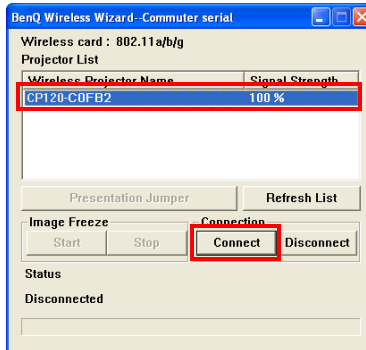 BenQ Wireless Wizard--Commuter serial
Wireless card : 802.11a/b/g
Projector List
Wireless Projector Name Signal Strength
CP120-C0FB2 100 %
Presentation Jumper Refresh List
Image Freeze Connection
Start Stop Connect Disconnect
Status
Disconnected